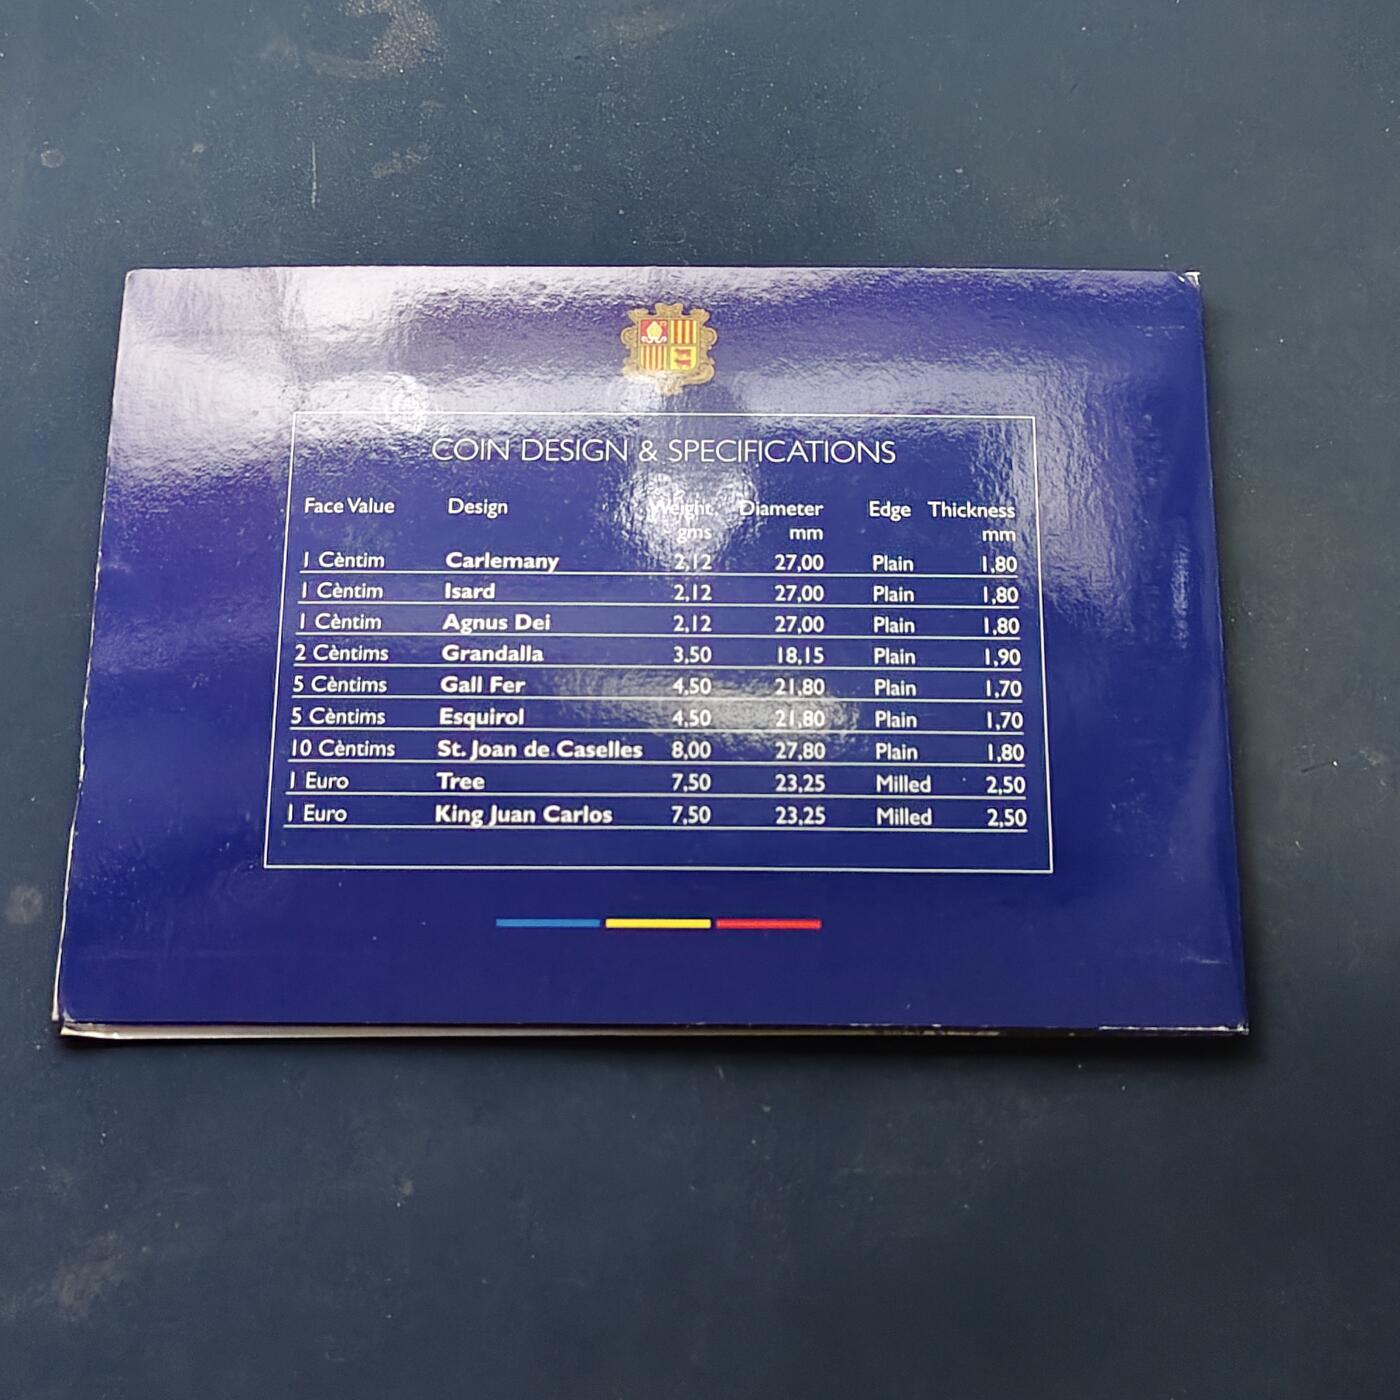 COIN DESIGN & SPECIFICATIONS
Face Value Design Weight Diameter Edge Thickness
gms mm mm
1 Cèntim Carlemany 2,12 27,00 Plain 1,80
1 Cèntim Isard 2,12 27,00 Plain 1,80
1 Cèntim Agnus Dei 2,12 27,00 Plain 1,80
2 Cèntims Grandalla 3,50 18,15 Plain 1,90
5 Cèntims Gall Fer 4,50 21,80 Plain 1,70
5 Cèntims Esquirol 4,50 21,80 Plain 1,70
10 Cèntims St. Joan de Caselles 8,00 27,80 Plain 1,80
1 Euro Tree 7,50 23,25 Milled 2,50
1 Euro King Juan Carlos 7,50 23,25 Milled 2,50